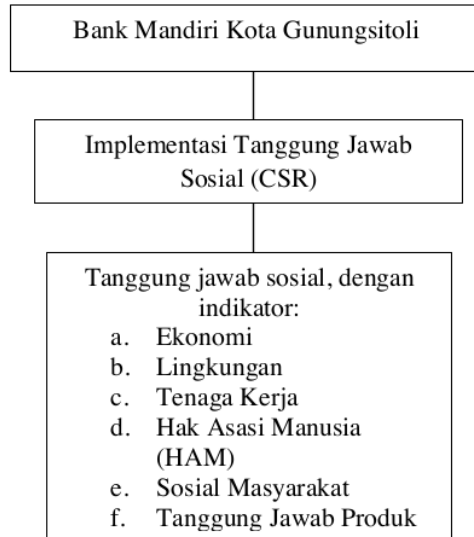 Bank Mandiri Kota Gunungsitoli
Implementasi Tanggung Jawab
Sosial (CSR)
Tanggung jawab sosial, dengan
indikator:
a. Ekonomi
b. Lingkungan
c. Tenaga Kerja
d. Hak Asasi Manusia
(HAM)
e. Sosial Masyarakat
f. Tanggung Jawab Produk